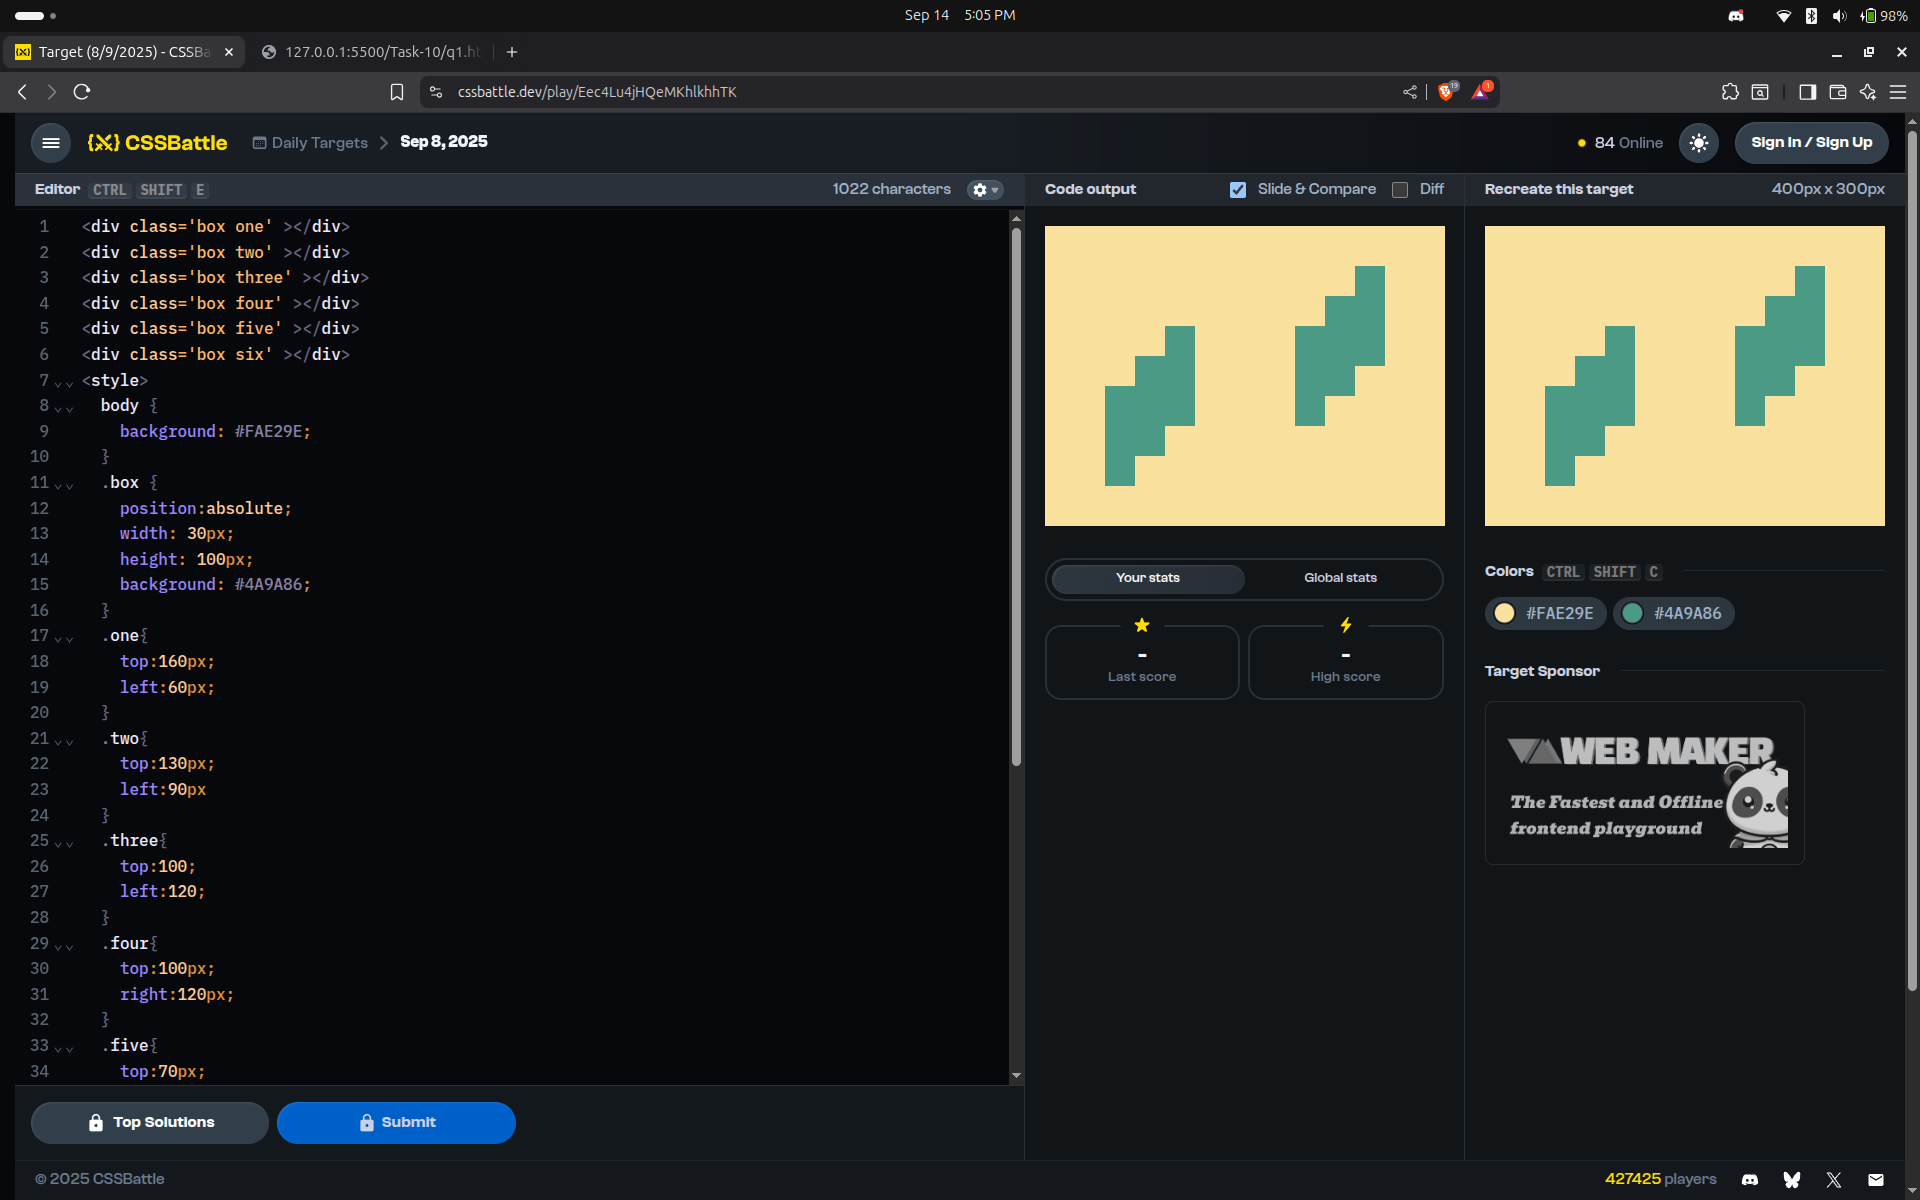 Sep 14 5:05 PM
98%
Target (8/9/2025) - CSSBa
127.0.0.1:5500/Task-10/q1.h
cssbattle.dev/play/Eec4Lu4jHQeMKhlkhhTK
19
1
CSSBattle
Daily Targets
Sep 8, 2025
84 Online
Sign In / Sign Up
Editor CTRL SHIFT E
1022 characters
Code output
Slide & Compare
Diff
Recreate this target
400px x 300px
1 <div class='box one' ></div>
2 <div class='box two' ></div>
3 <div class='box three' ></div>
4 <div class='box four' ></div>
5 <div class='box five' ></div>
6 <div class='box six' ></div>
7 <style>
8 body {
9 background: #FAE29E;
10 }
11 .box {
12 position:absolute;
13 width: 30px;
14 height: 100px;
15 background: #4A9A86;
16 }
17 .one{
18 top:160px;
19 left:60px;
20 }
21 .two{
22 top:130px;
23 left:90px
24 }
25 .three{
26 top:100;
27 left:120;
28 }
29 .four{
30 top:100px;
31 right:120px;
32 }
33 .five{
34 top:70px;
Your stats
Global stats
-
Last score
-
High score
Colors CTRL SHIFT C
#FAE29E
#4A9A86
Target Sponsor
WEB MAKER
The Fastest and Offline
frontend playground
Top Solutions
Submit
© 2025 CSSBattle
427425 players